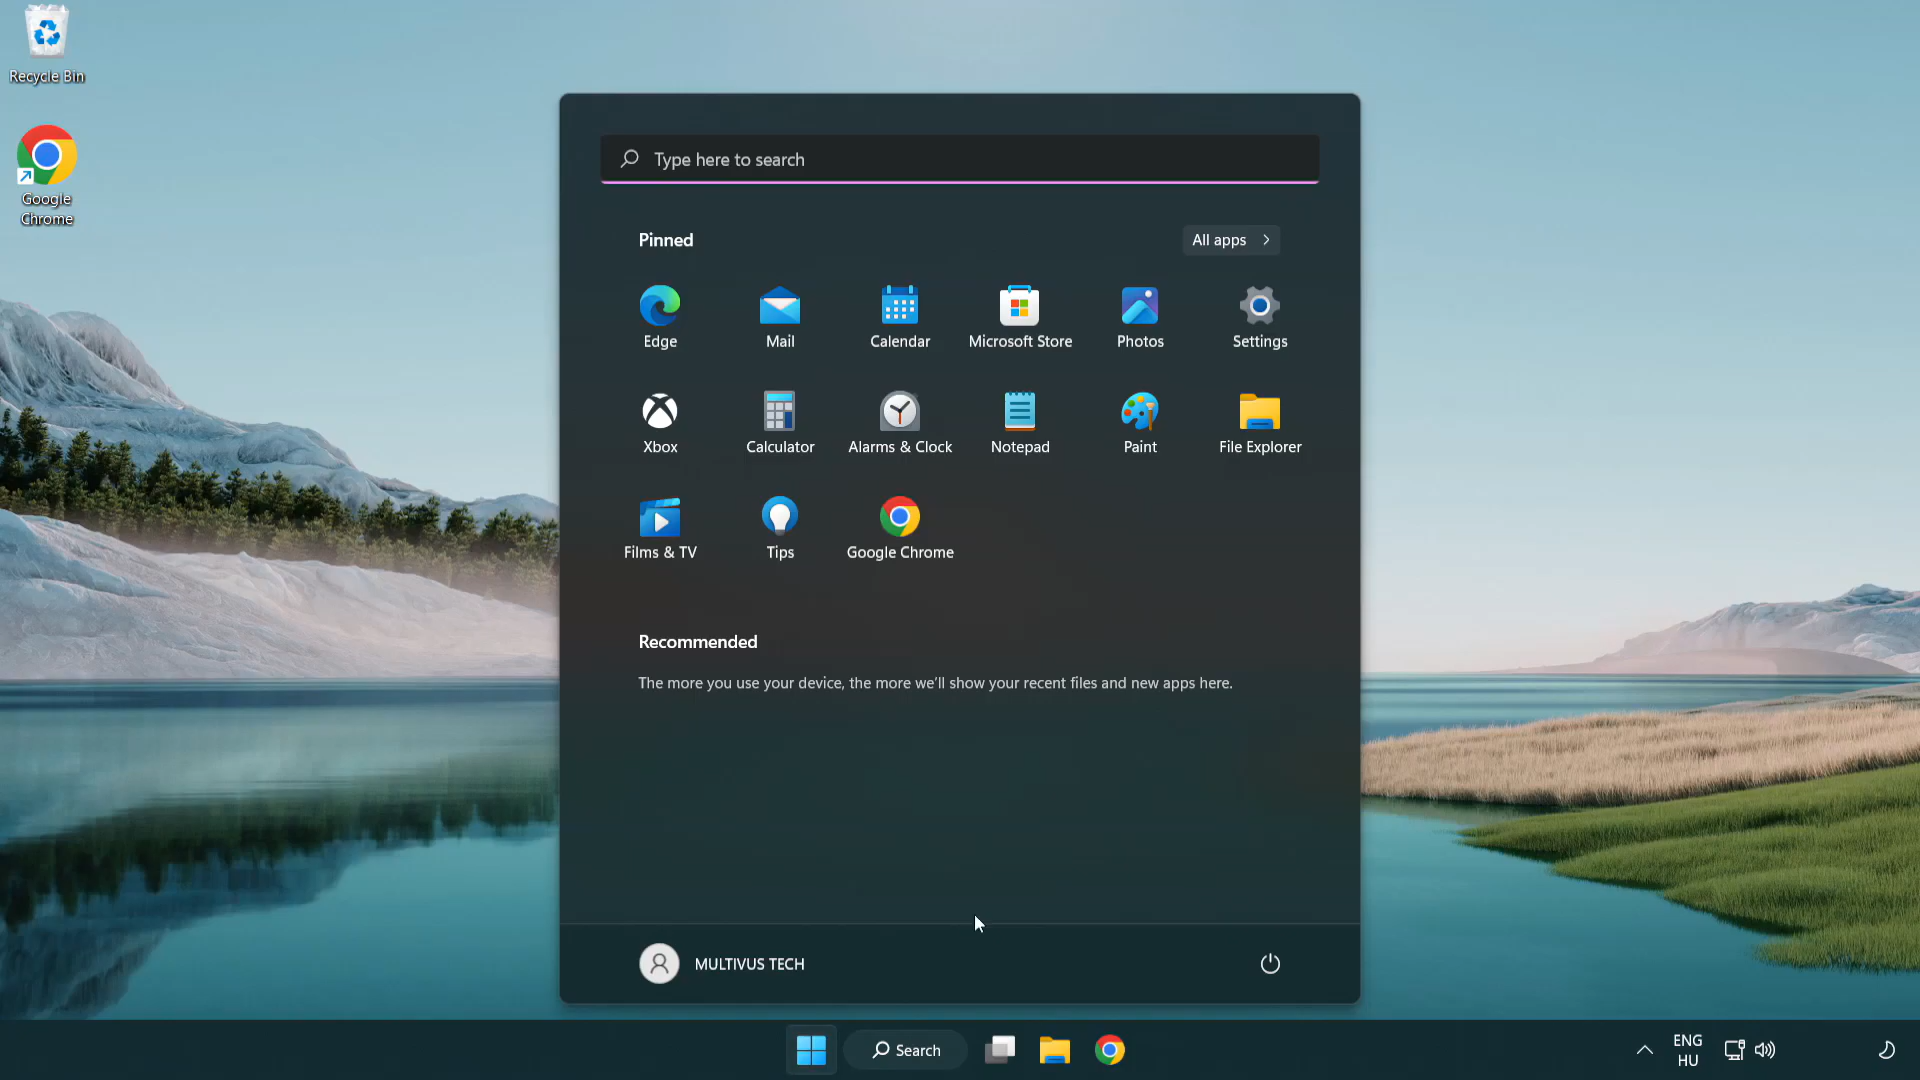 Recycle Bin
Google
Chrome
Type here to search
Pinned
All apps
Edge
Mail
Calendar
Microsoft Store
Photos
Settings
Xbox
Calculator
Alarms & Clock
Notepad
Paint
File Explorer
Films & TV
Tips
Google Chrome
Recommended
The more you use your device, the more we'll show your recent files and new apps here.
MULTIVUS TECH
Search
ENG
HU